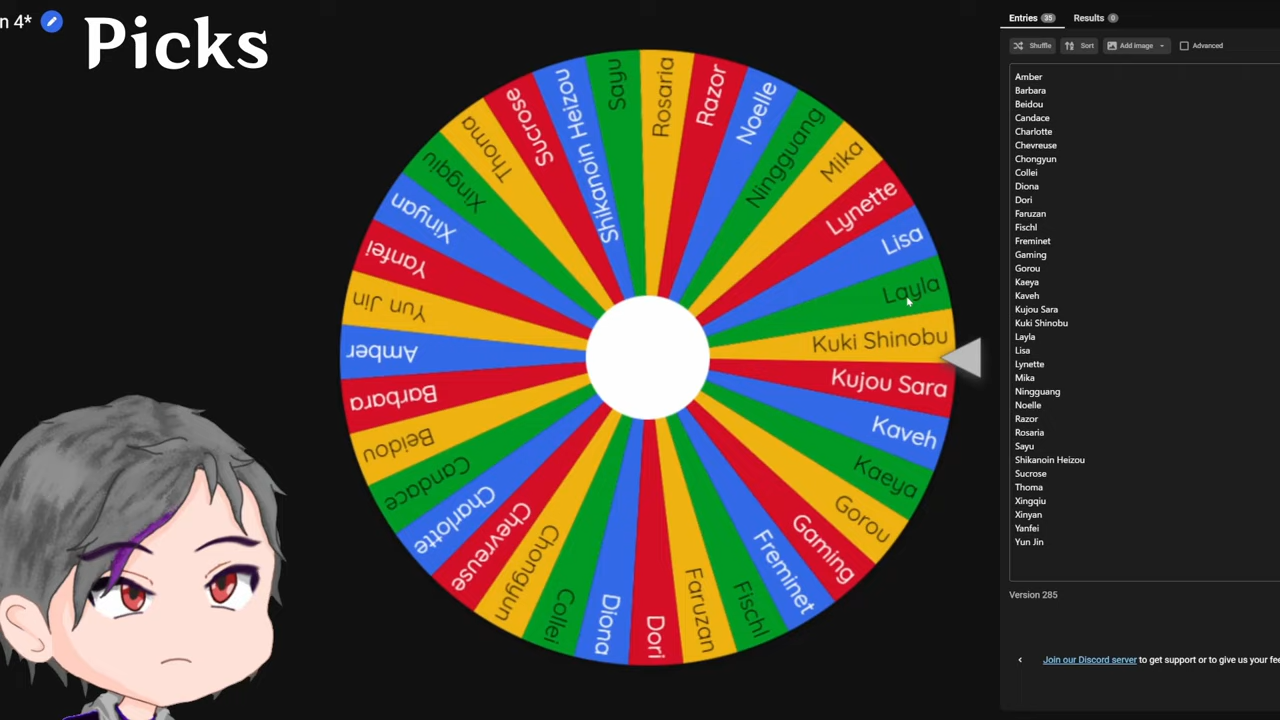 n 4*
Picks
Sayu
Rosaria
Razor
Noelle
Ningguang
Mika
Lynette
Lisa
Layla
Kuki Shinobu
Kujou Sara
Kaveh
Kaeya
Gorou
Gaming
Freminet
Fischl
Faruzan
Dori
Diona
Collei
Chongyun
Chevreuse
Charlotte
Candace
Beidou
Barbara
Amber
Yun Jin
Yanfei
Xinyan
Xingqiu
Thoma
Sucrose
Shikanoin Heizou
Entries 35 Results 0
Shuffle Sort Add image Advanced
Amber
Barbara
Beidou
Candace
Charlotte
Chevreuse
Chongyun
Collei
Diona
Dori
Faruzan
Fischl
Freminet
Gaming
Gorou
Kaeya
Kaveh
Kujou Sara
Kuki Shinobu
Layla
Lisa
Lynette
Mika
Ningguang
Noelle
Razor
Rosaria
Sayu
Shikanoin Heizou
Sucrose
Thoma
Xingqiu
Xinyan
Yanfei
Yun Jin
Version 285
Join our Discord server to get support or to give us your fee